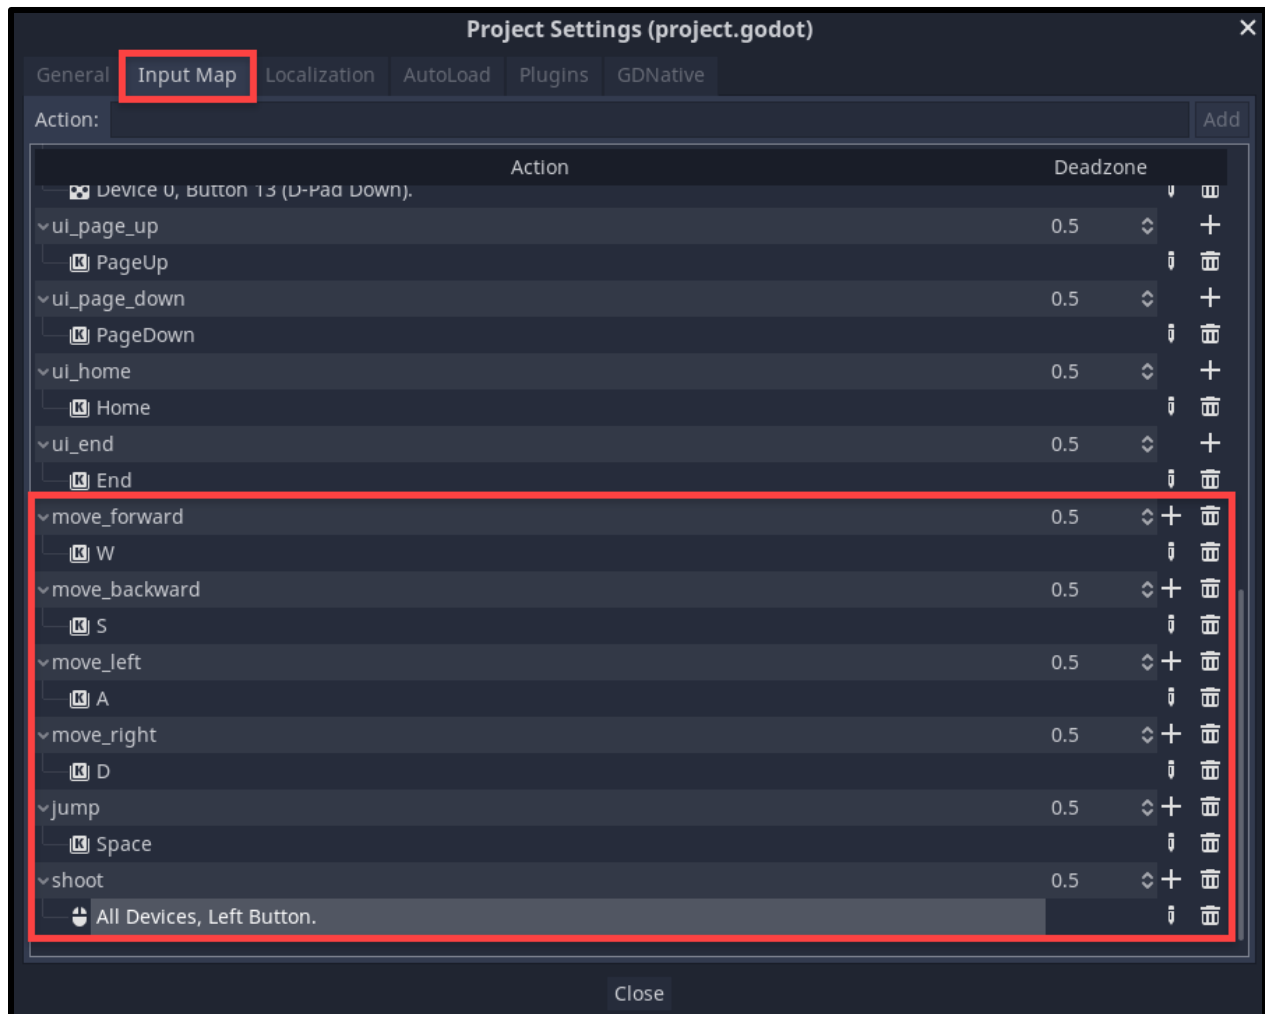 Project Settings (project.godot)
General Input Map Localization AutoLoad Plugins GDNative
Action: Add
Action Deadzone
Device 0, Button 13 (D-Pad Down).
ui_page_up 0.5
PageUp
ui_page_down 0.5
PageDown
ui_home 0.5
Home
ui_end 0.5
End
move_forward 0.5
W
move_backward 0.5
S
move_left 0.5
A
move_right 0.5
D
jump 0.5
Space
shoot 0.5
All Devices, Left Button.
Close